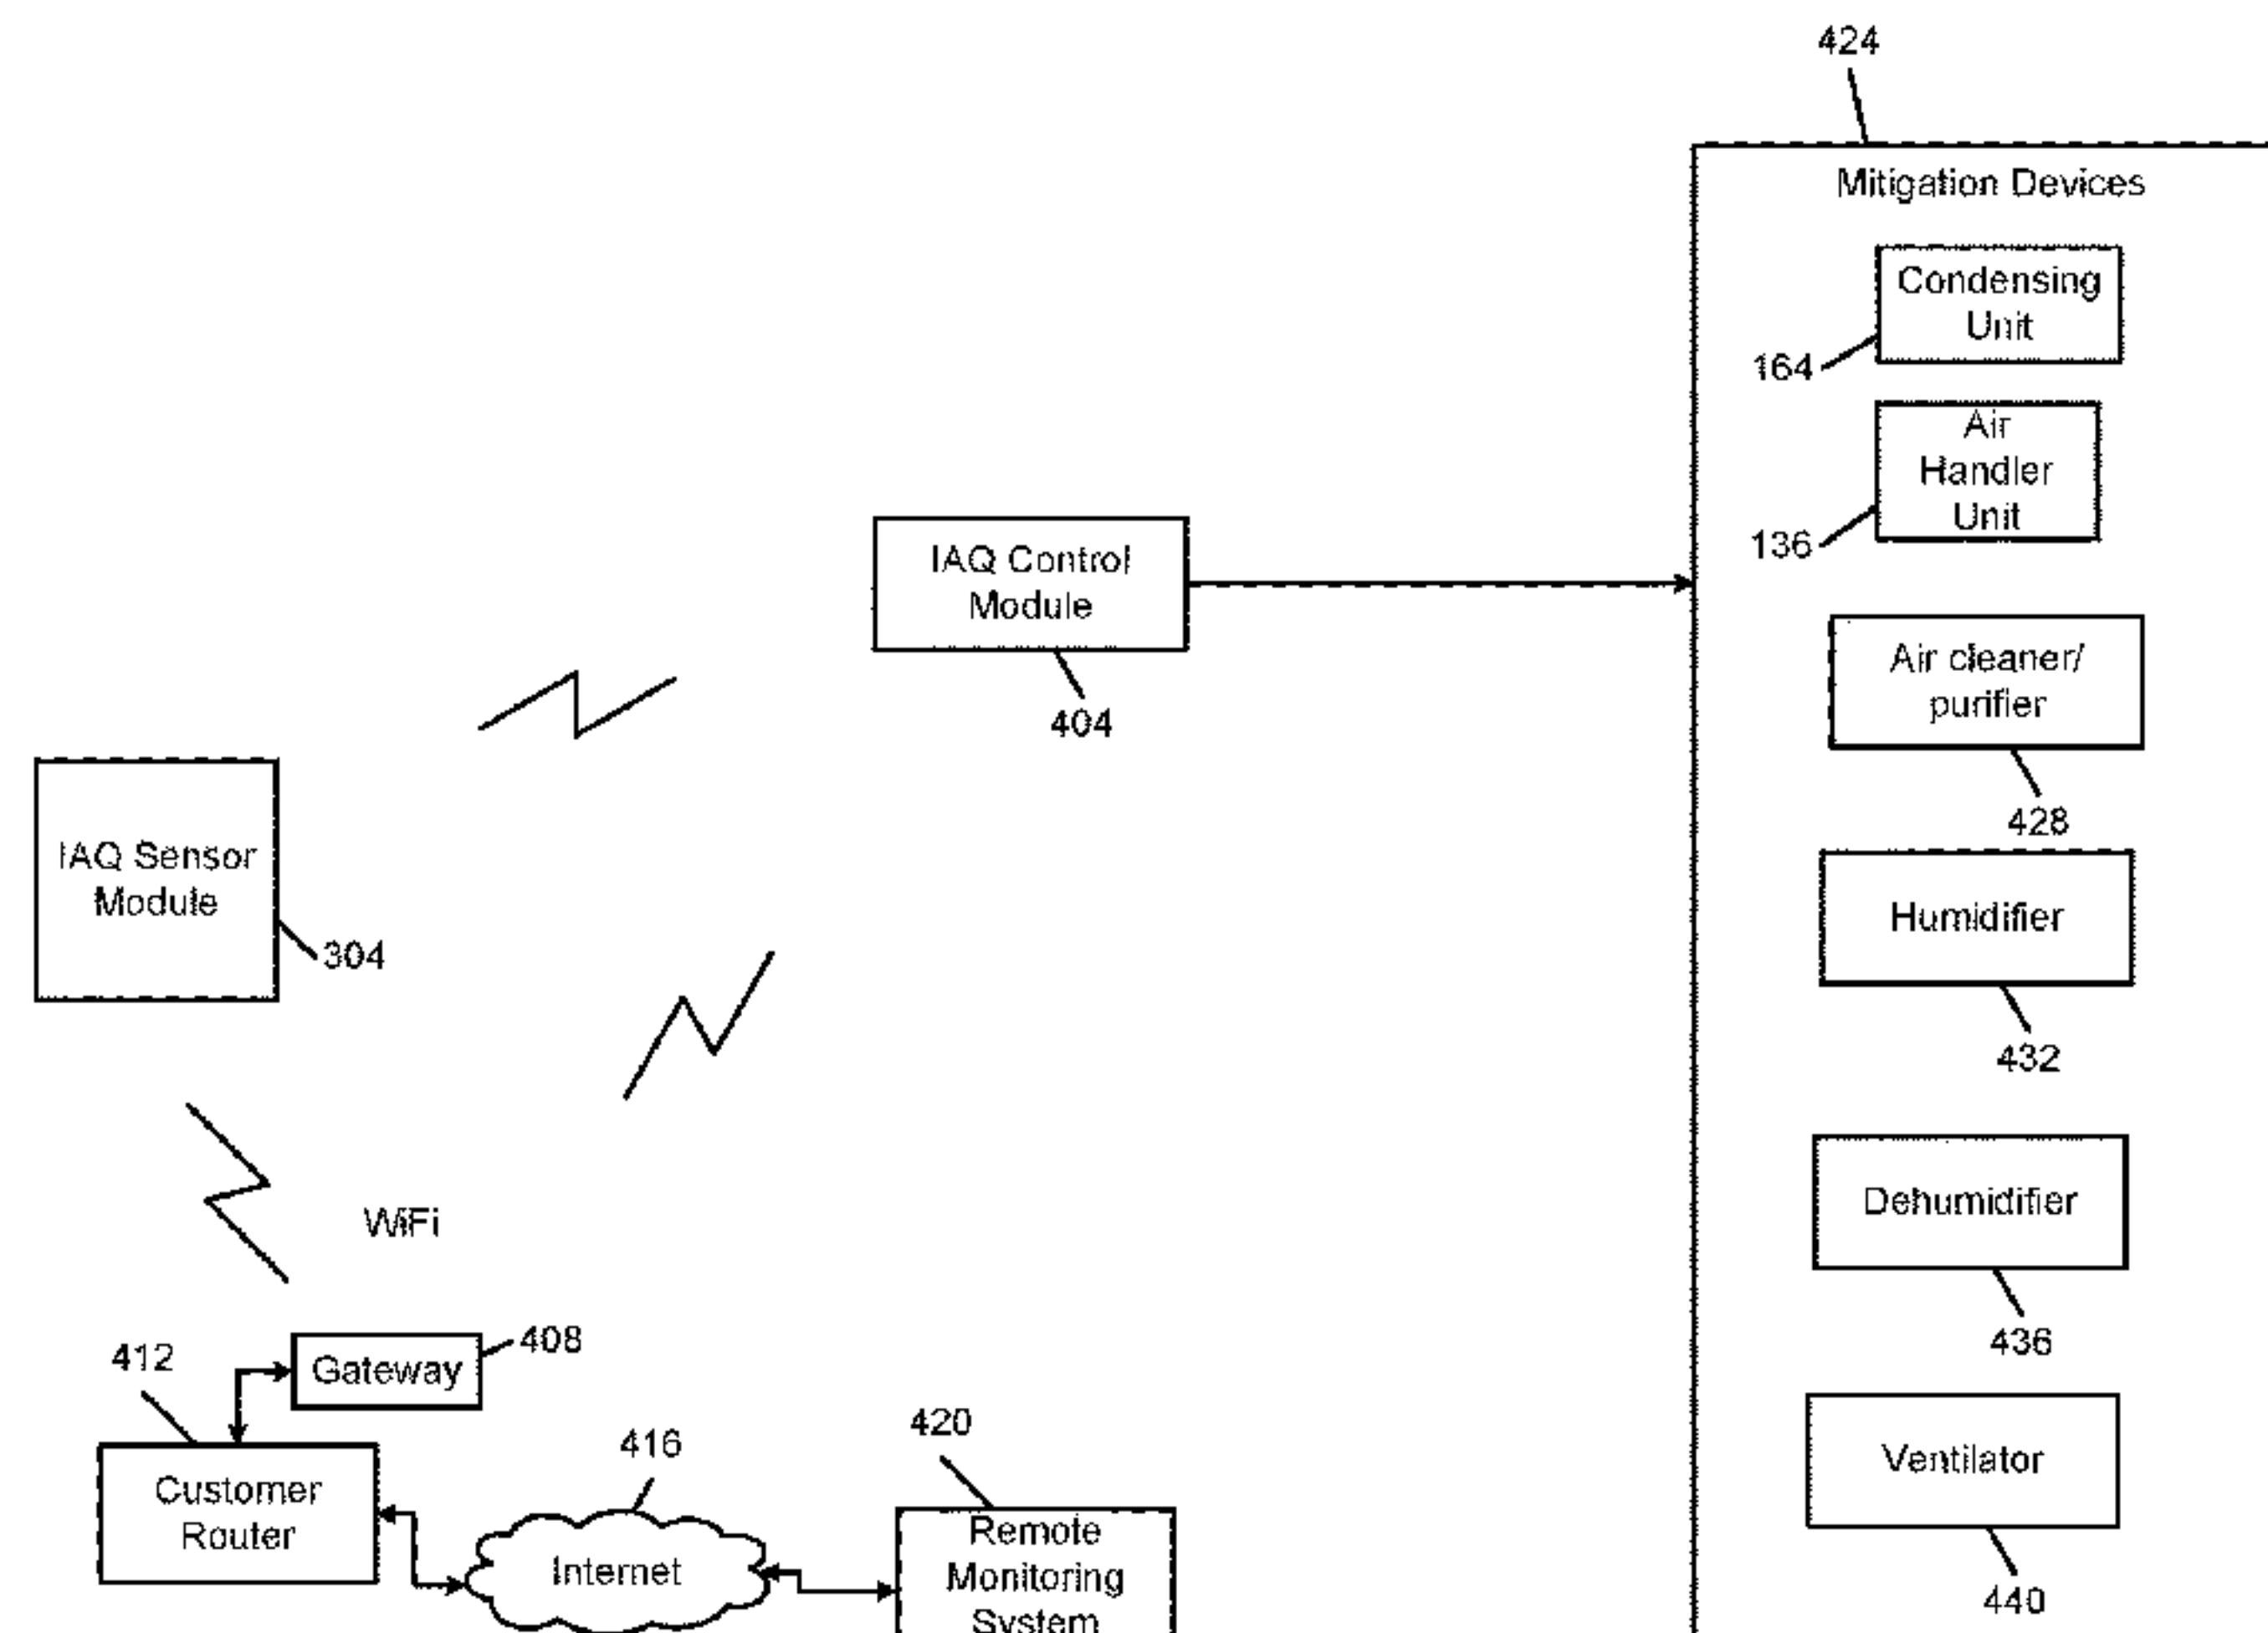 424
Mitigation Devices
Condensing
Unit
164
Air
Handler
Unit
136
IAQ Control
Module
404
Air cleaner/
purifier
428
IAQ Sensor
Module
304
Humidifier
432
Dehumidifier
436
WiFi
408
Gateway
412
Customer
Router
416
Internet
420
Remote
Monitoring
System
Ventilator
440